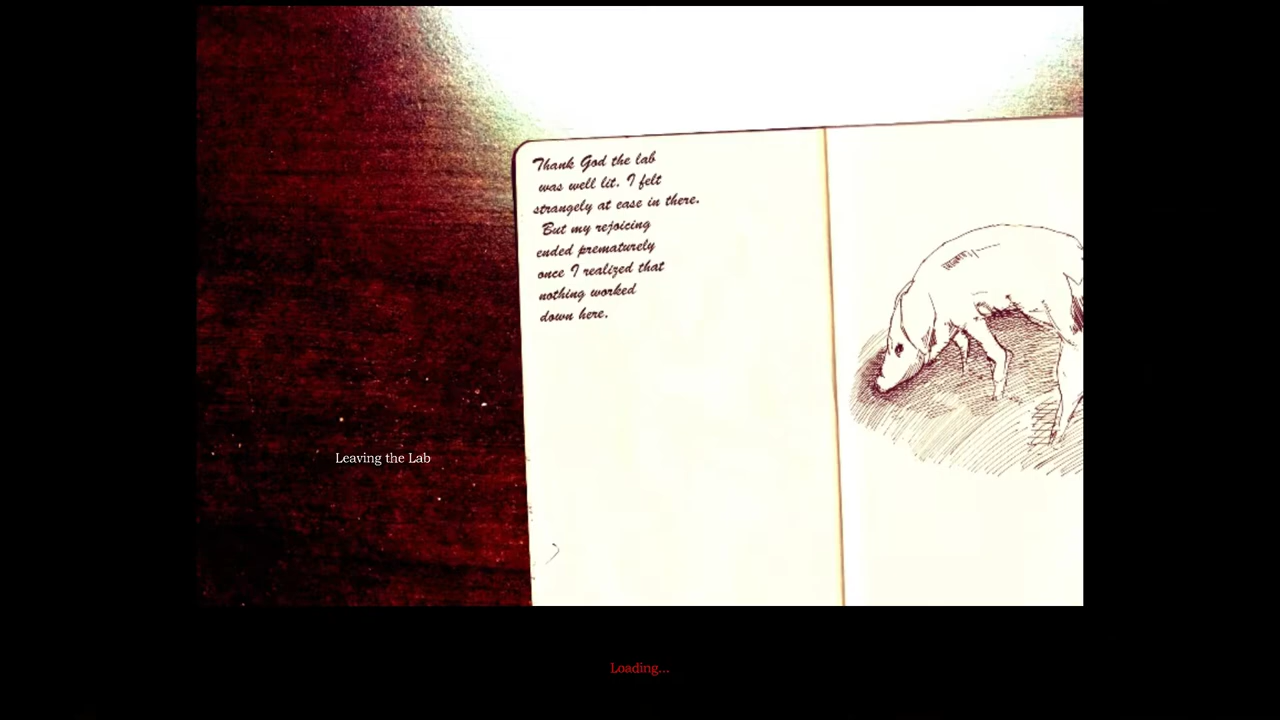 Thank God the lab
was well lit. I felt
strangely at ease in there.
But my rejoicing
ended prematurely
once I realized that
nothing worked
down here.
Leaving the Lab
Loading...